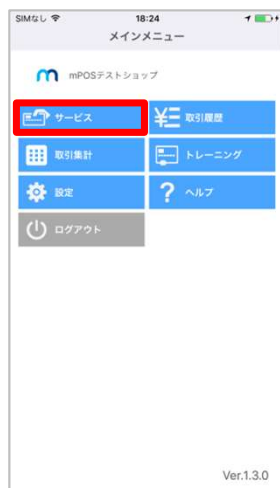 SIMなし 18:24
メインメニュー
mPOSテストショップ
サービス 取引履歴
取引集計 トレーニング
設定 ヘルプ
ログアウト
Ver.1.3.0